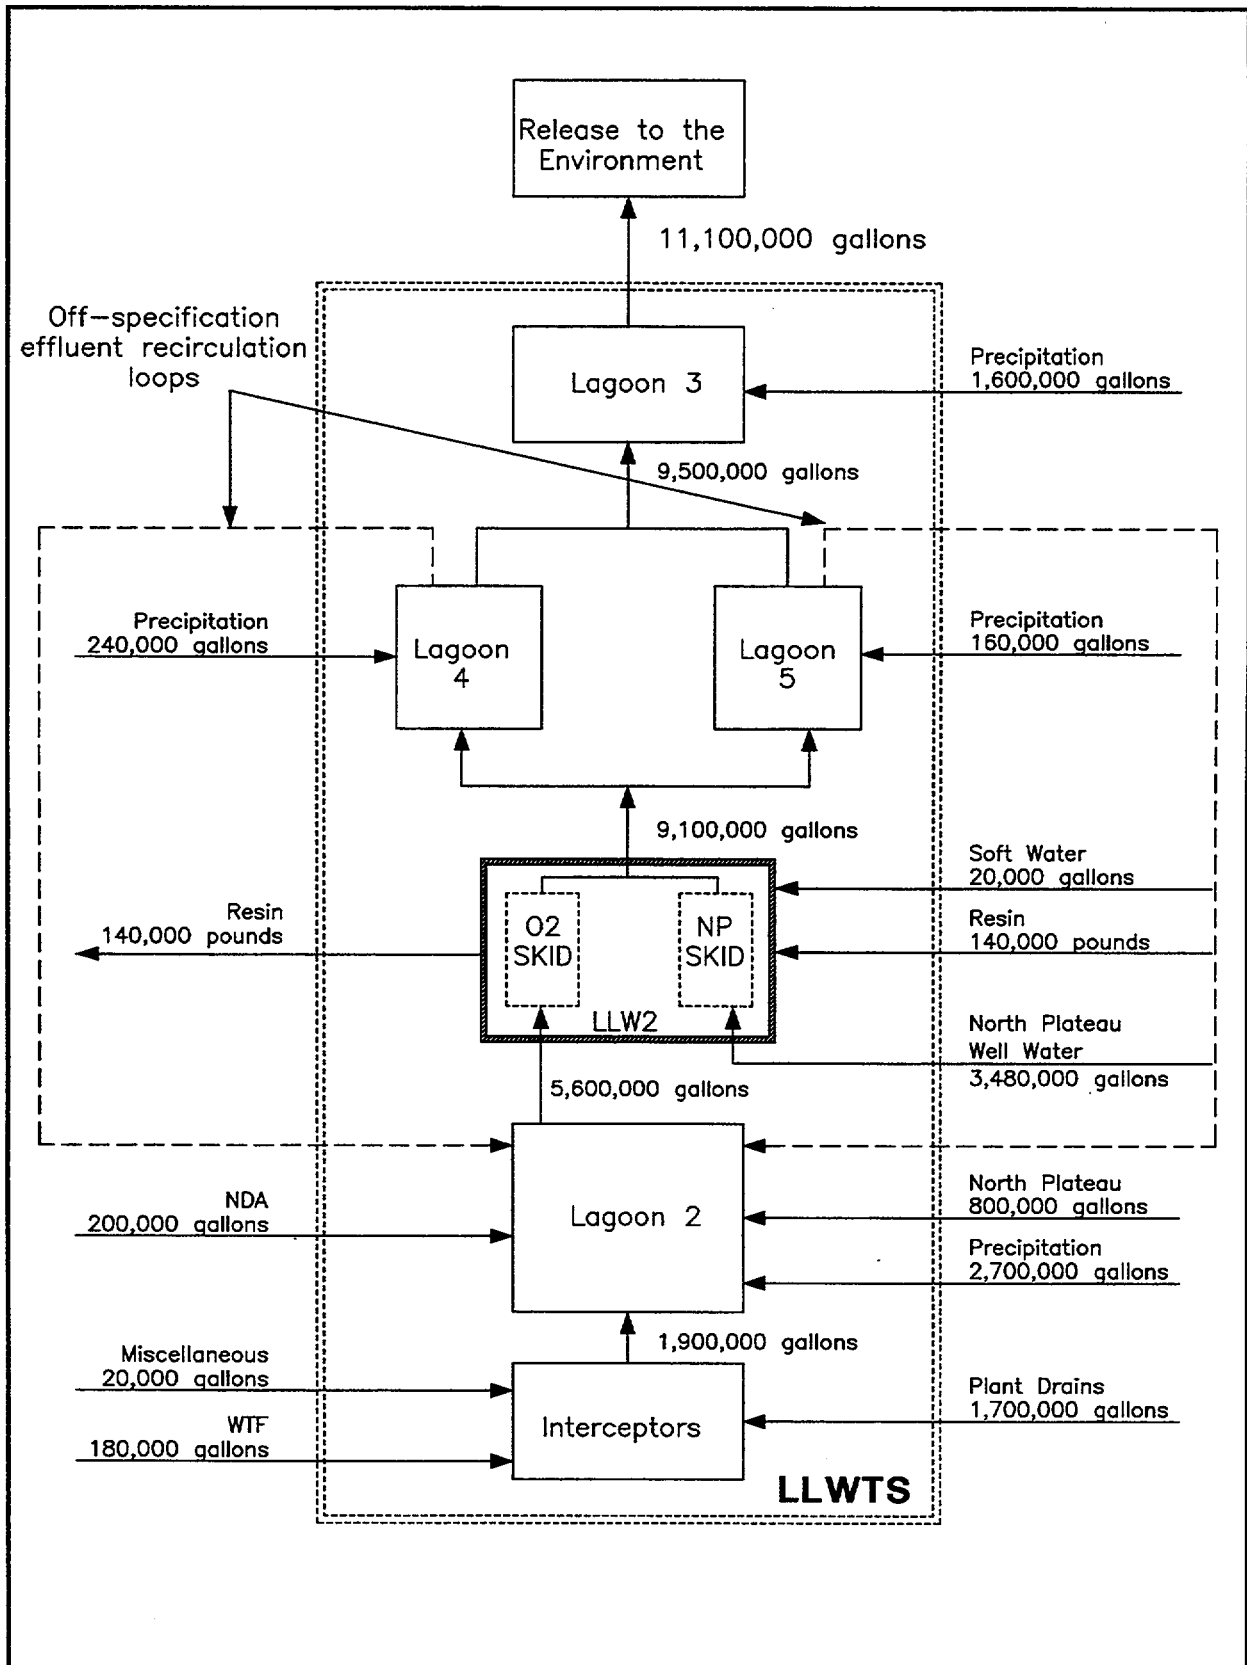 Release to the
Environment
11,100,000 gallons
Off-specification
effluent recirculation
loops
Lagoon 3
Precipitation
1,600,000 gallons
9,500,000 gallons
Precipitation
240,000 gallons
Lagoon
4
Lagoon
5
Precipitation
160,000 gallons
9,100,000 gallons
Soft Water
20,000 gallons
Resin
140,000 pounds
O2
SKID
NP
SKID
LLW2
Resin
140,000 pounds
North Plateau
Well Water
3,480,000 gallons
5,600,000 gallons
NDA
200,000 gallons
Lagoon 2
North Plateau
800,000 gallons
Precipitation
2,700,000 gallons
1,900,000 gallons
Miscellaneous
20,000 gallons
WTF
180,000 gallons
Interceptors
Plant Drains
1,700,000 gallons
LLWTS